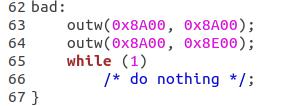 62 bad:
63     outw(0x8A00, 0x8A00);
64     outw(0x8A00, 0x8E00);
65     while (1)
66         /* do nothing */;
67 }